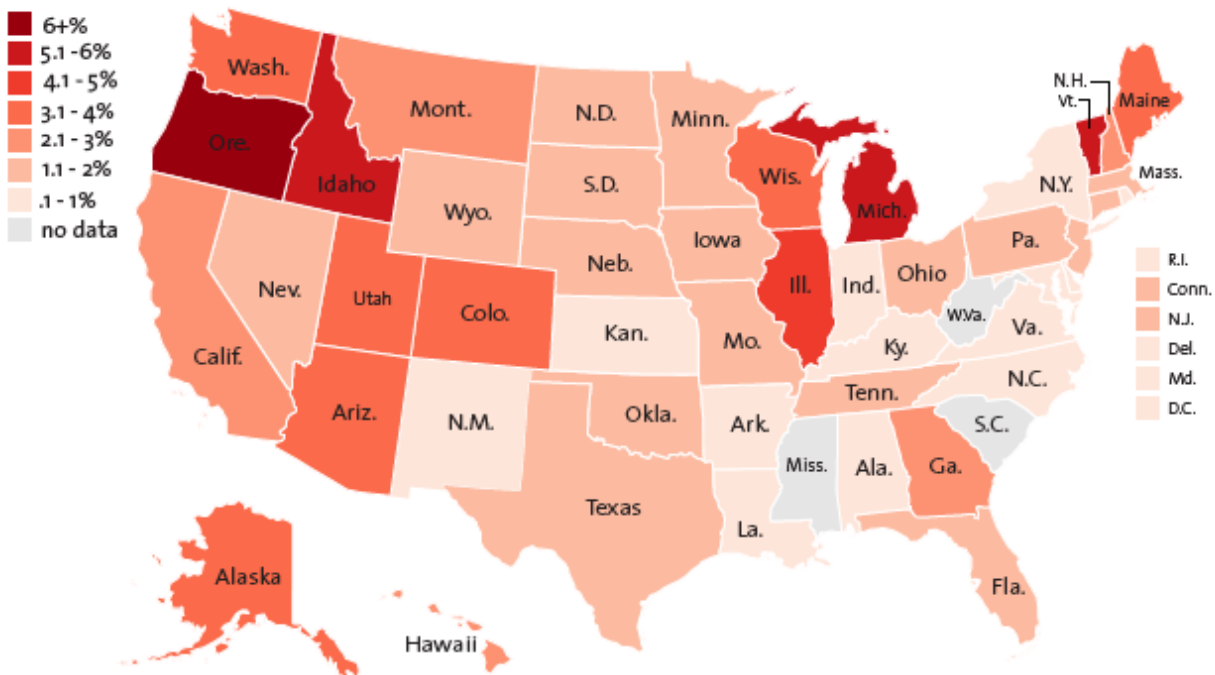 6+%
5.1 -6%
4.1 - 5%
3.1 - 4%
2.1 - 3%
1.1 - 2%
.1 - 1%
no data
Wash.
Ore.
Idaho
Mont.
Wyo.
N.D.
S.D.
Neb.
Minn.
Iowa
Wis.
Mich.
Nev.
Utah
Colo.
Calif.
Ariz.
N.M.
Kan.
Mo.
Ill.
Ind.
Ohio
Pa.
N.Y.
N.H.
Vt.
Maine
Mass.
W.Va.
Va.
Ky.
N.C.
Tenn.
S.C.
Okla.
Ark.
Texas
La.
Miss.
Ala.
Ga.
Fla.
Alaska
Hawaii
R.I.
Conn.
N.J.
Del.
Md.
D.C.